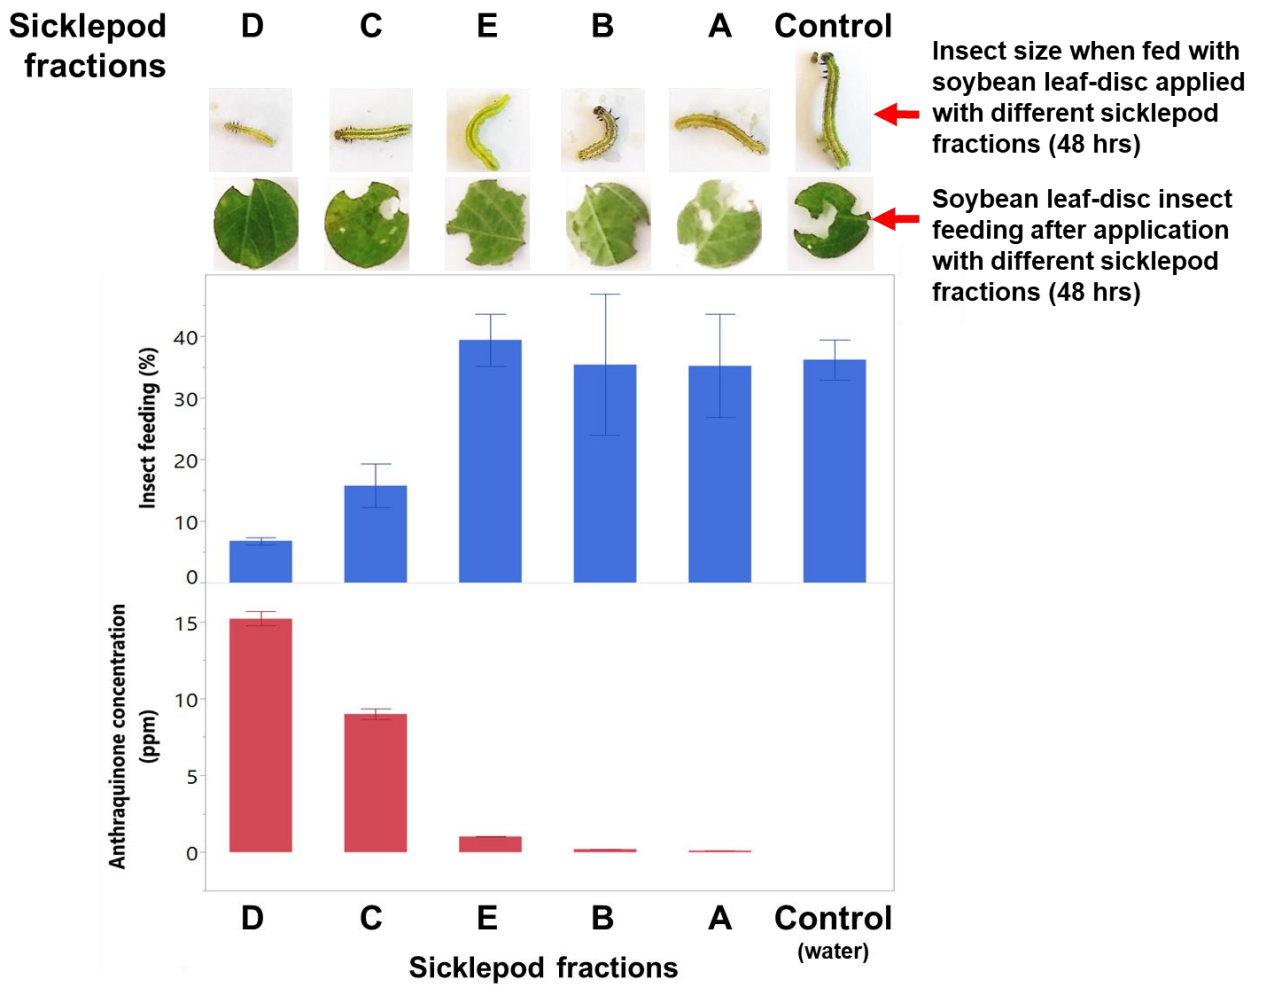 Sicklepod
fractions
D C E B A Control
Insect size when fed with
soybean leaf-disc applied
with different sicklepod
fractions (48 hrs)
Soybean leaf-disc insect
feeding after application
with different sicklepod
fractions (48 hrs)
Insect feeding (%)
40
30
20
10
0
Anthraquinone concentration
(ppm)
15
10
5
0
D C E B A Control
(water)
Sicklepod fractions